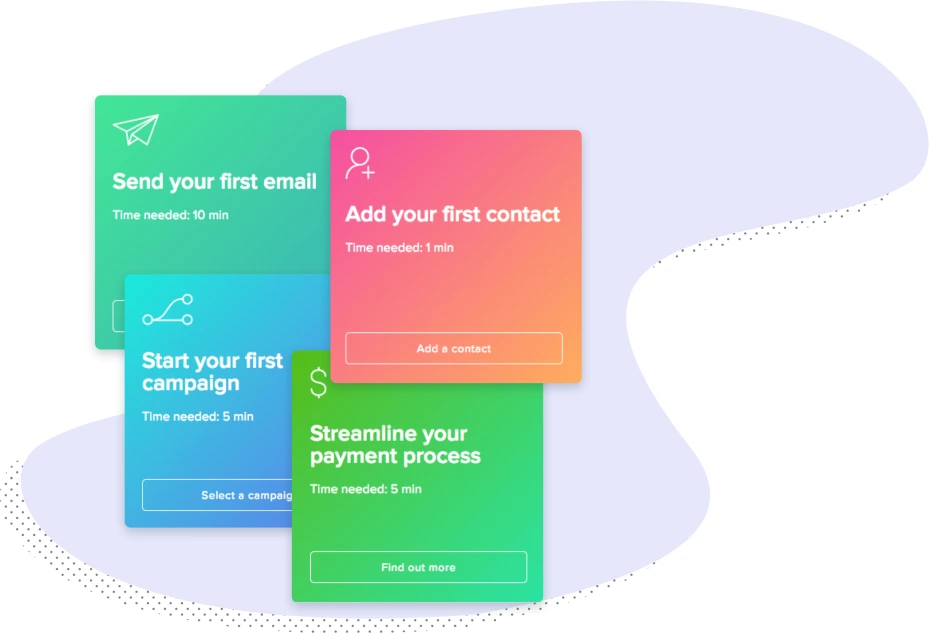 Send your first email
Time needed: 10 min
Add your first contact
Time needed: 1 min
Add a contact
Start your first
campaign
Time needed: 5 min
Select a campaig
$
Streamline your
payment process
Time needed: 5 min
Find out more